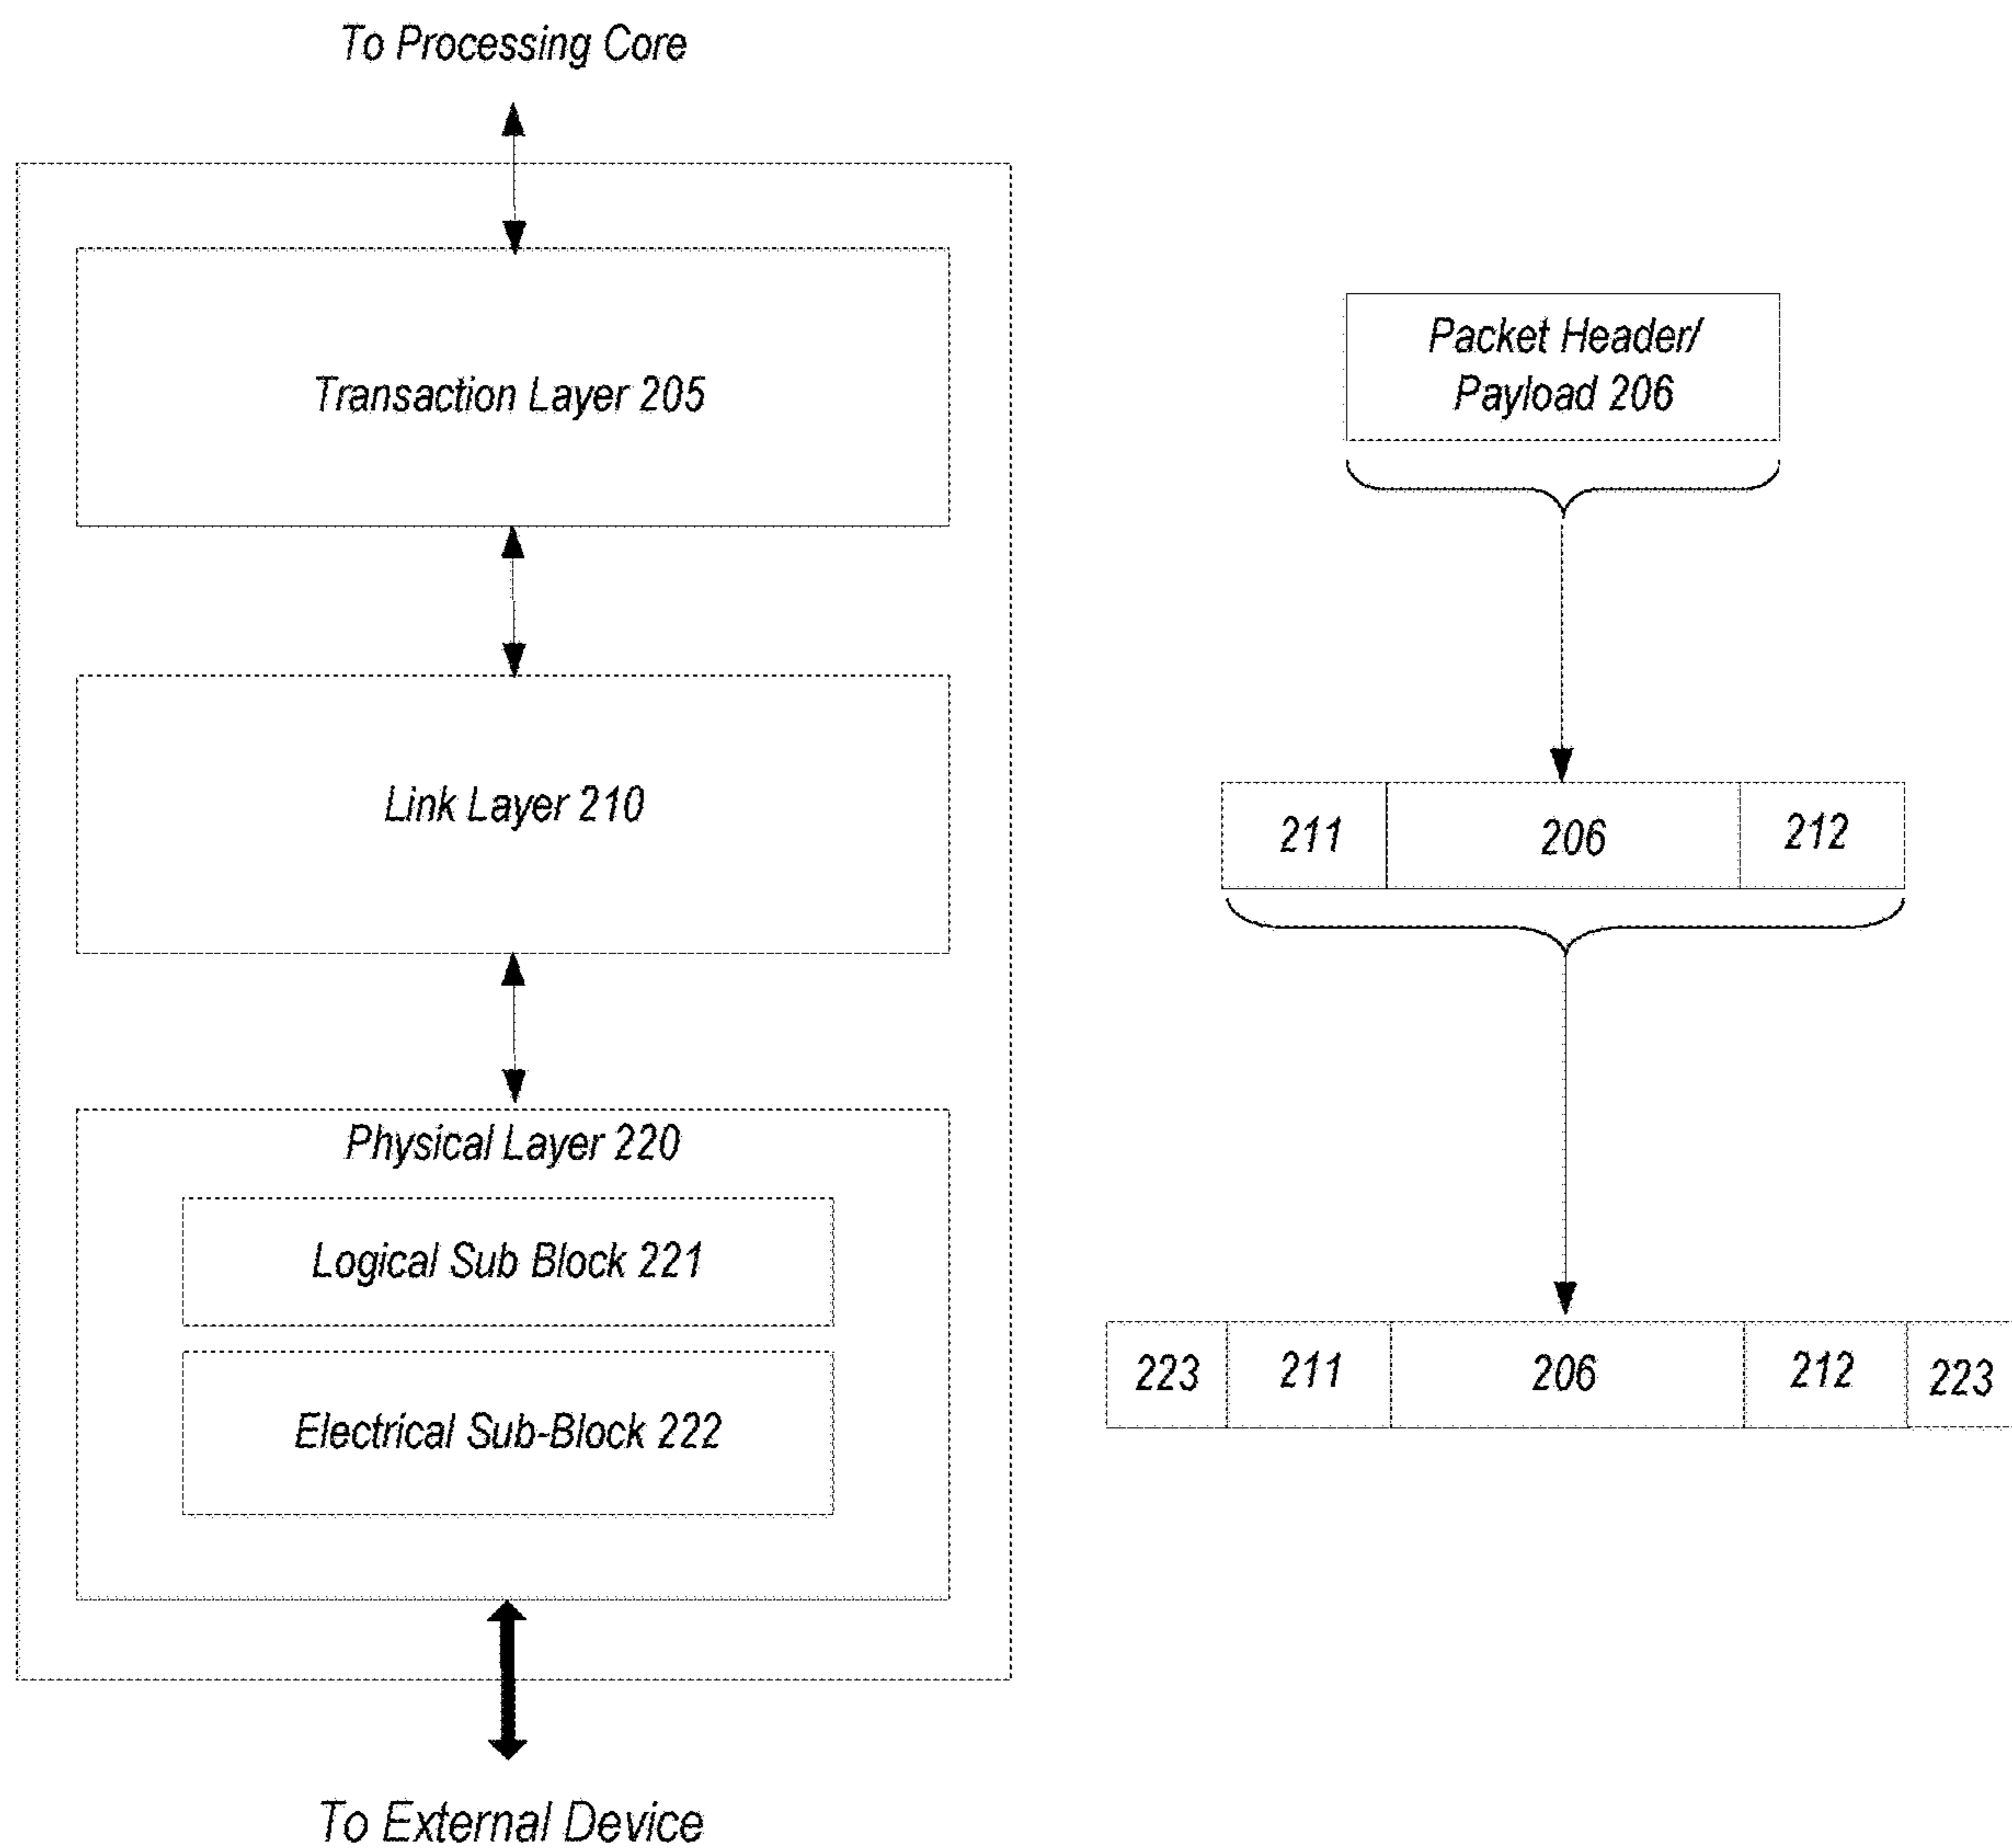 To Processing Core
Transaction Layer 205
Packet Header/
Payload 206
Link Layer 210
211 206 212
Physical Layer 220
Logical Sub Block 221
Electrical Sub-Block 222
223 211 206 212 223
To External Device